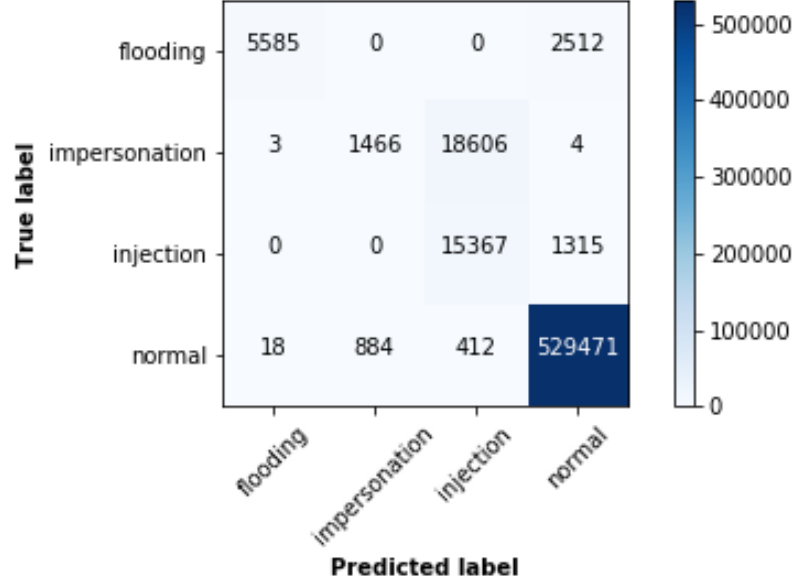 True label
flooding 5585 0 0 2512
impersonation 3 1466 18606 4
injection 0 0 15367 1315
normal 18 884 412 529471
flooding impersonation injection normal
Predicted label
500000
400000
300000
200000
100000
0